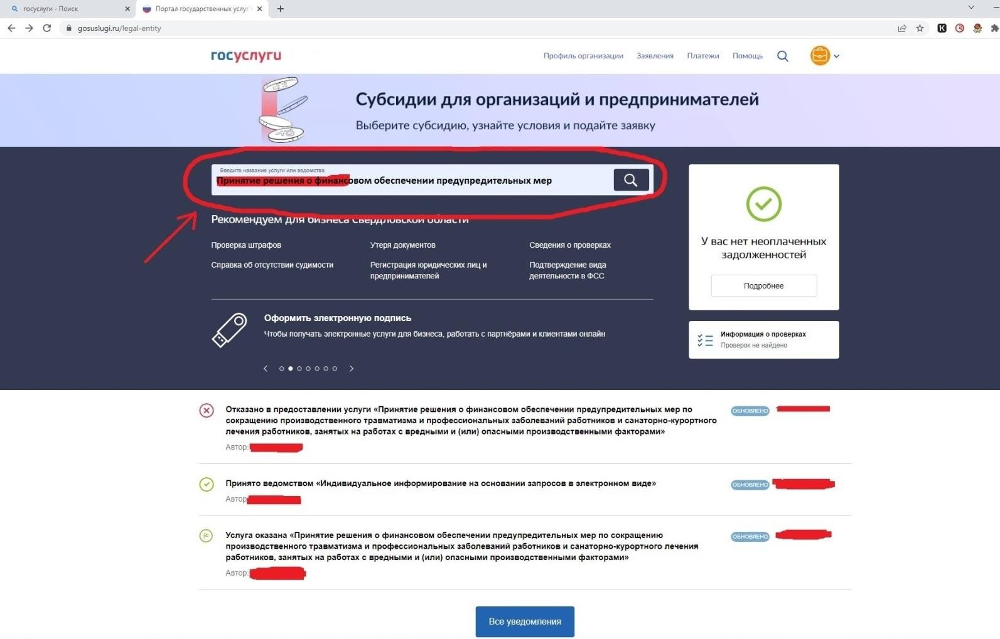 госуслуги - Поиск
Портал государственных услуг
gosuslugi.ru/legal-entity
госуслуги
Профиль организации
Заявления
Платежи
Помощь
Субсидии для организаций и предпринимателей
Выберите субсидию, узнайте условия и подайте заявку
Введите название услуги или ведомства
Принятие решения о финансовом обеспечении предупредительных мер
Рекомендуем для бизнеса Свердловской области
Проверка штрафов
Утеря документов
Сведения о проверках
Справка об отсутствии судимости
Регистрация юридических лиц и
предпринимателей
Подтверждение вида
деятельности в ФСС
У вас нет неоплаченных
задолженностей
Подробнее
Оформить электронную подпись
Чтобы получать электронные услуги для бизнеса, работать с партнёрами и клиентами онлайн
Информация о проверках
Проверок не найдено
Отказано в предоставлении услуги «Принятие решения о финансовом обеспечении предупредительных мер по
сокращению производственного травматизма и профессиональных заболеваний работников и санаторно-курортного
лечения работников, занятых на работах с вредными и (или) опасными производственными факторами»
Автор:
ОБНОВЛЕНО
Принято ведомством «Индивидуальное информирование на основании запросов в электронном виде»
Автор
ОБНОВЛЕНО
Услуга оказана «Принятие решения о финансовом обеспечении предупредительных мер по сокращению
производственного травматизма и профессиональных заболеваний работников и санаторно-курортного лечения
работников, занятых на работах с вредными и (или) опасными производственными факторами»
Автор:
ОБНОВЛЕНО
Все уведомления